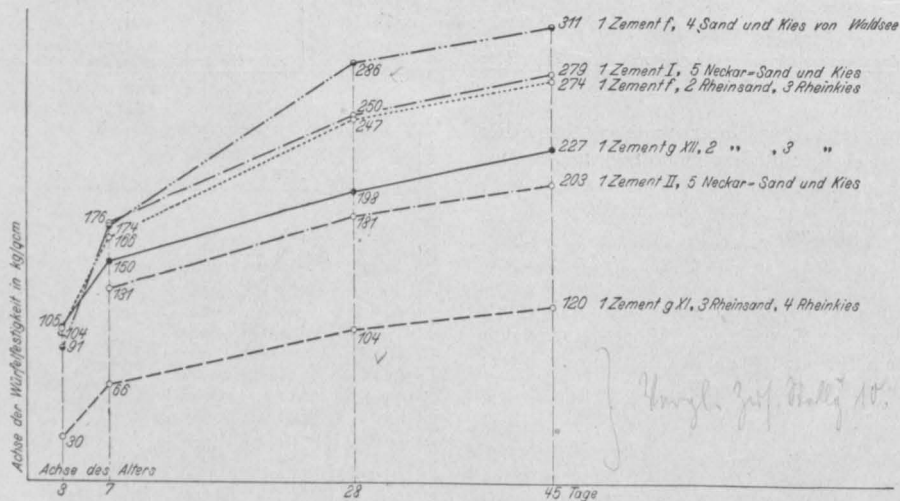 311 1 Zement f, 4 Sand und Kies von Waldsee
286
279 1 Zement I, 5 Neckar-Sand und Kies
274 1 Zement f, 2 Rheinsand, 3 Rheinkies
250
247
227 1 Zement g XII, 2 " , 3 "
203 1 Zement II, 5 Neckar-Sand und Kies
198
181
176
174
166
150
131
120 1 Zement g XI, 3 Rheinsand, 4 Rheinkies
105
104
104
91
66
30
Achse der Würfelfestigkeit in kg/qcm
Achse des Alters
3 7 28 45 Tage